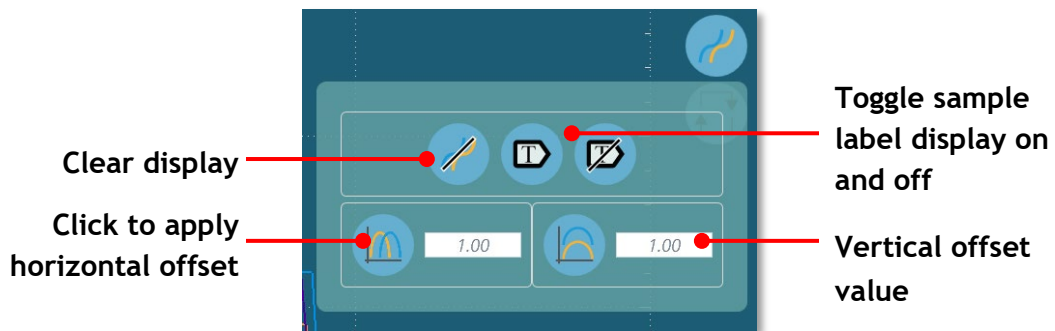 Toggle sample
label display on
and off
Clear display
T
T
Click to apply
horizontal offset
1.00
1.00
Vertical offset
value